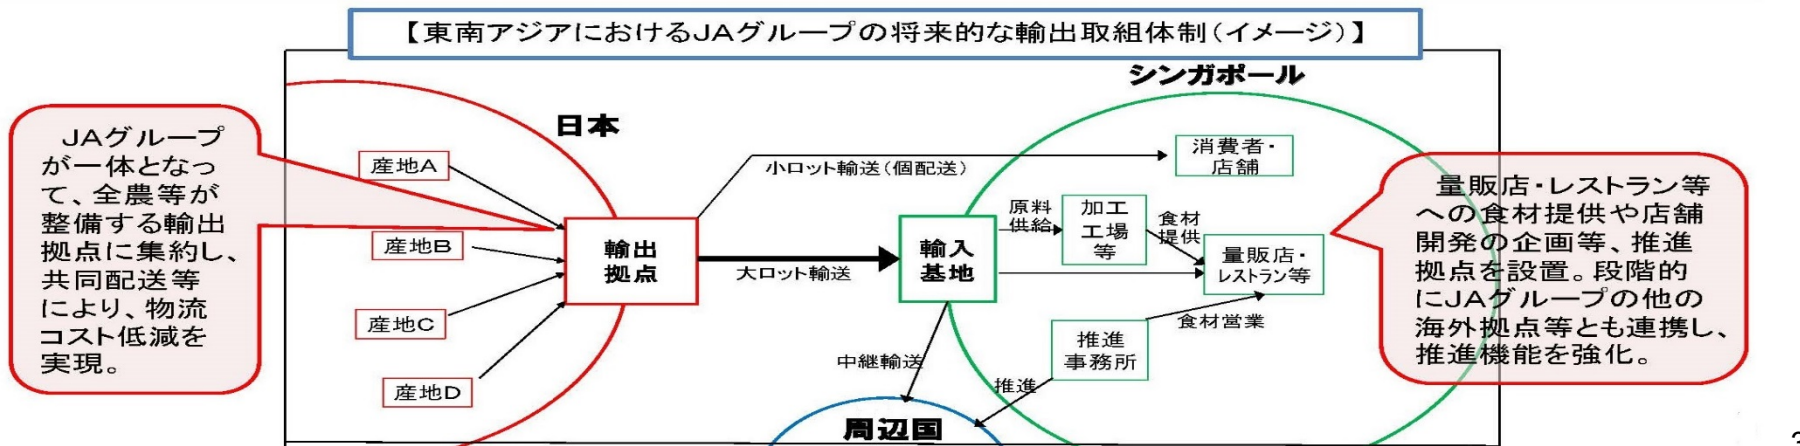 【東南アジアにおけるJAグループの将来的な輸出取組体制(イメージ)】
JAグループ
が一体となっ
て、全農等が
整備する輸出
拠点に集約し、
共同配送等
により、物流
コスト低減を
実現。
日本
産地A
産地B
産地C
産地D
輸出
拠点
小ロット輸送(個配送)
大ロット輸送
シンガポール
消費者・
店舗
輸入
基地
原料
供給
加工
工場
等
食材
提供
量販店・
レストラン等
食材営業
推進
事務所
中継輸送
推進
周辺国
量販店・レストラン等
への食材提供や店舗
開発の企画等、推進
拠点を設置。段階的
にJAグループの他の
海外拠点等とも連携し、
推進機能を強化。